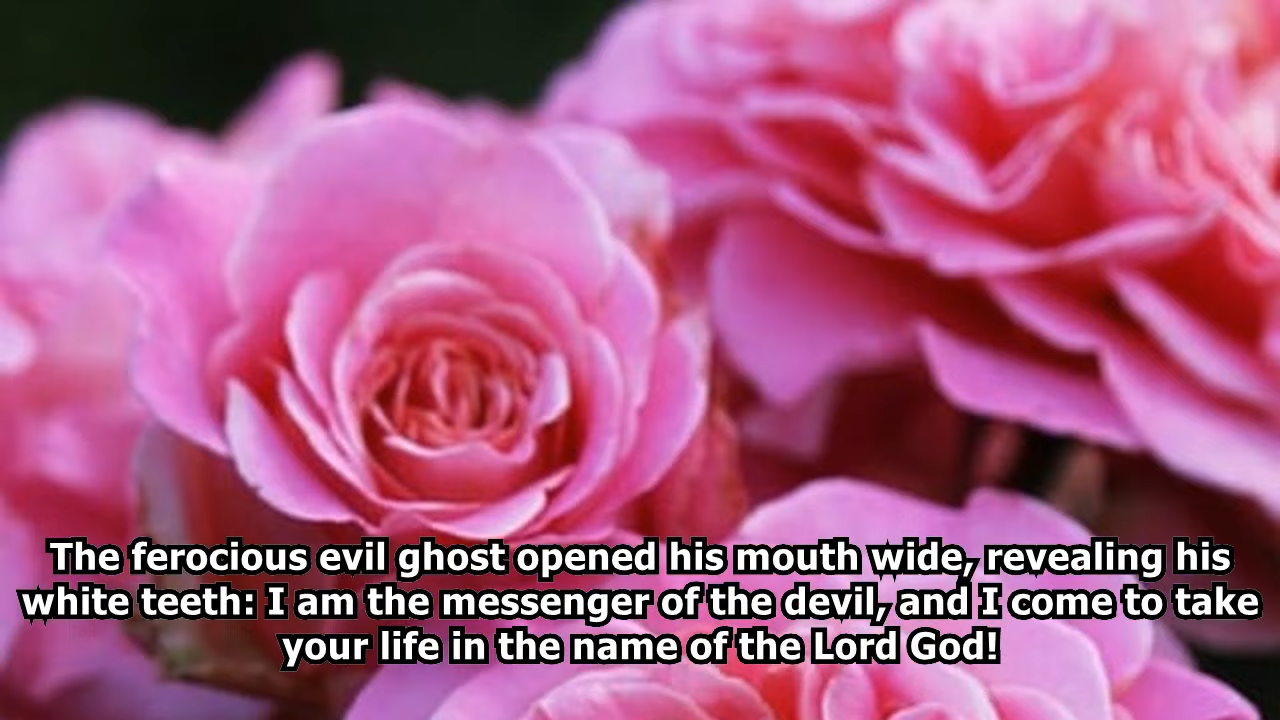 The ferocious evil ghost opened his mouth wide, revealing his
white teeth: I am the messenger of the devil, and I come to take
your life in the name of the Lord God!